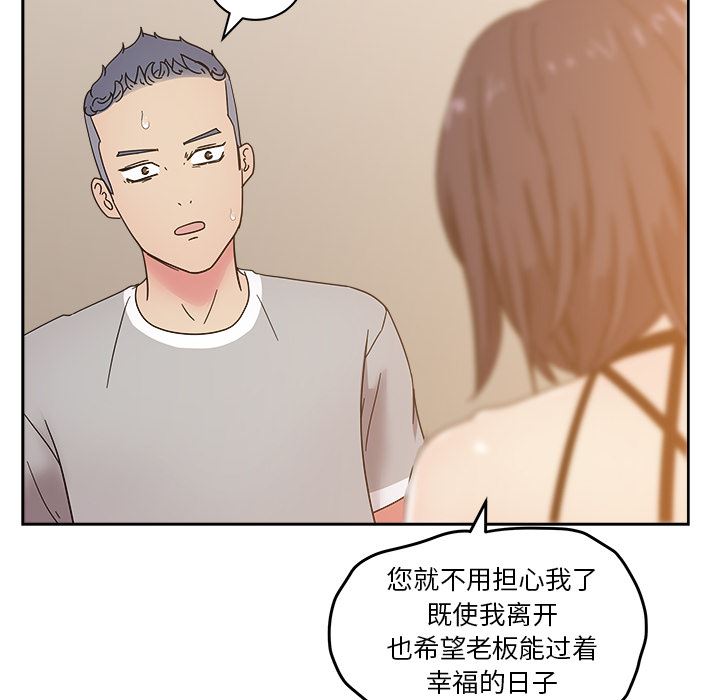 您就不用担心我了
既使我离开
也希望老板能过着
幸福的日子